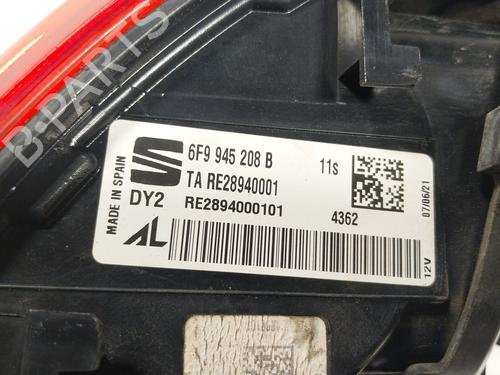 B-PARTS
MADE IN SPAIN
6F9 945 208 B
11s
TA RE28940001
DY2
RE2894000101
4362
07/06/21
AL
12V